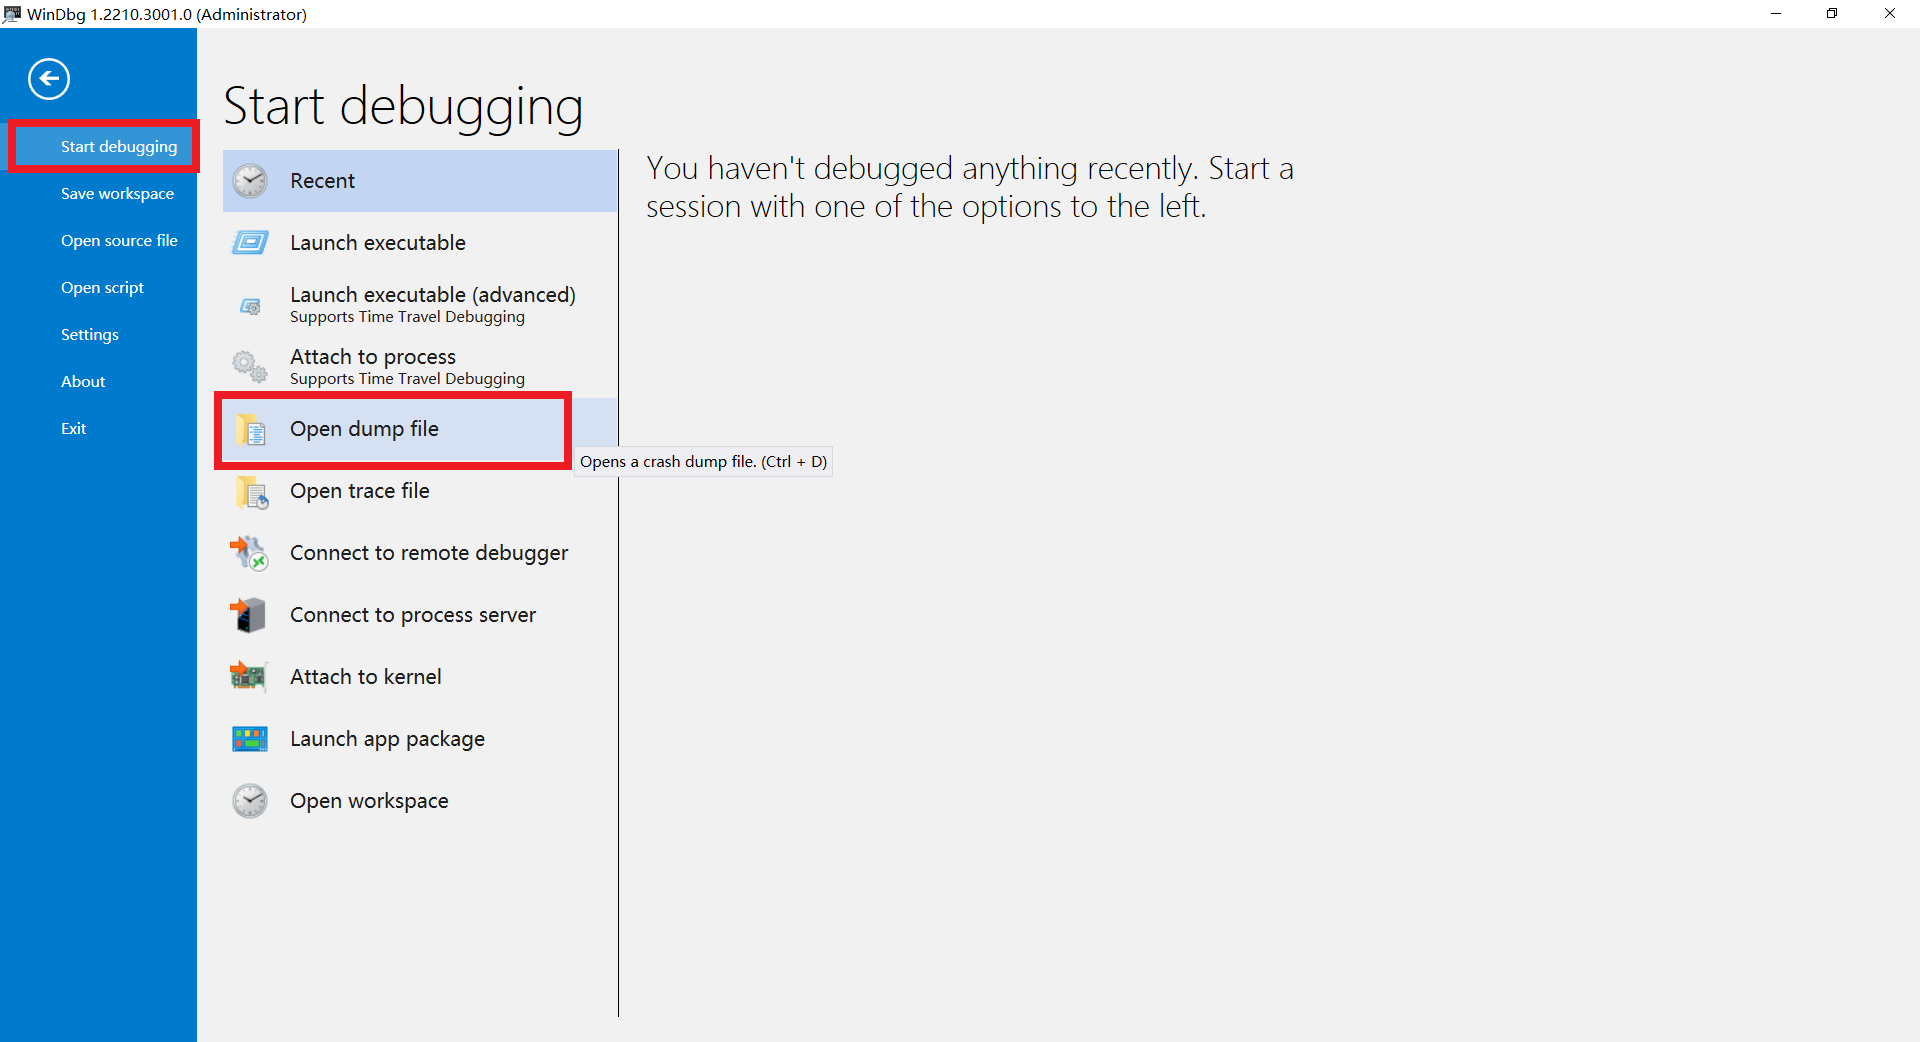 WinDbg 1.2210.3001.0 (Administrator)
Start debugging
Save workspace
Open source file
Open script
Settings
About
Exit
Start debugging
Recent
Launch executable
Launch executable (advanced)
Supports Time Travel Debugging
Attach to process
Supports Time Travel Debugging
Open dump file
Opens a crash dump file. (Ctrl + D)
Open trace file
Connect to remote debugger
Connect to process server
Attach to kernel
Launch app package
Open workspace
You haven't debugged anything recently. Start a
session with one of the options to the left.